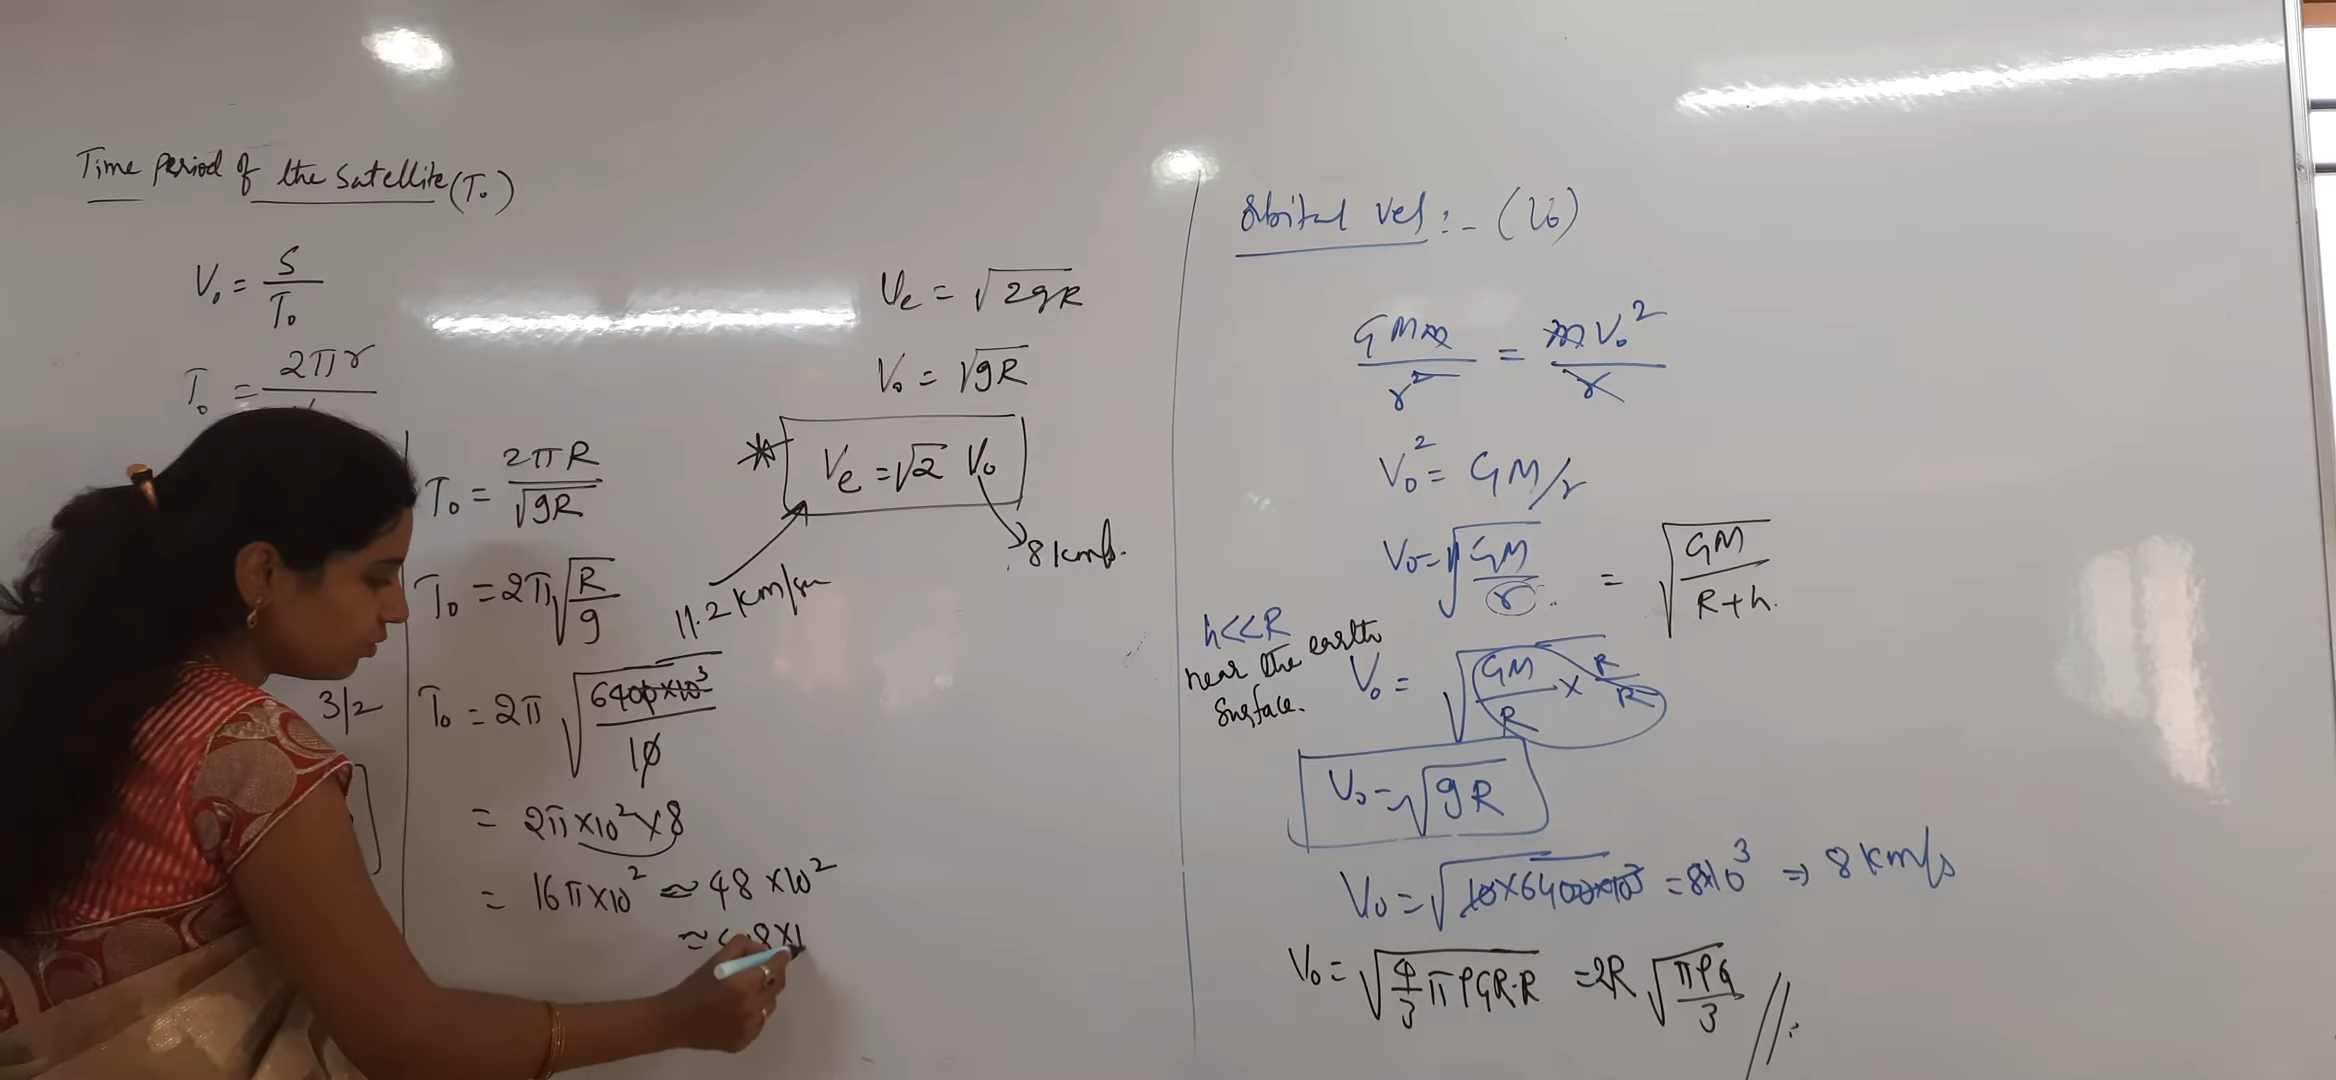 Time period of the Satellite (T₀)
V₀ = S/T₀
T₀ = 2πr/
3/2
T₀ = 2πR/√gR
T₀ = 2π√R/g
T₀ = 2π√6400×10³/10
= 2π×10²×8
= 16π×10² ≈ 48×10²
Ve = √2gR
V₀ = √gR
* Ve = √2 V₀
11.2 km/
8 km/s.
Orbital vel :- (V₀)
GMm/r² = mV₀²/r
V₀² = GM/r
V₀ = √GM/r = √GM/R+h.
h<<R
near the earth
Surface.
V₀ = √GM/R × R/R
V₀ = √gR
V₀ = √10×6400×10³ = 8×10³ ⇒ 8 km/s
V₀ = √4/3 πρGR·R = 2R √πρG/3 //